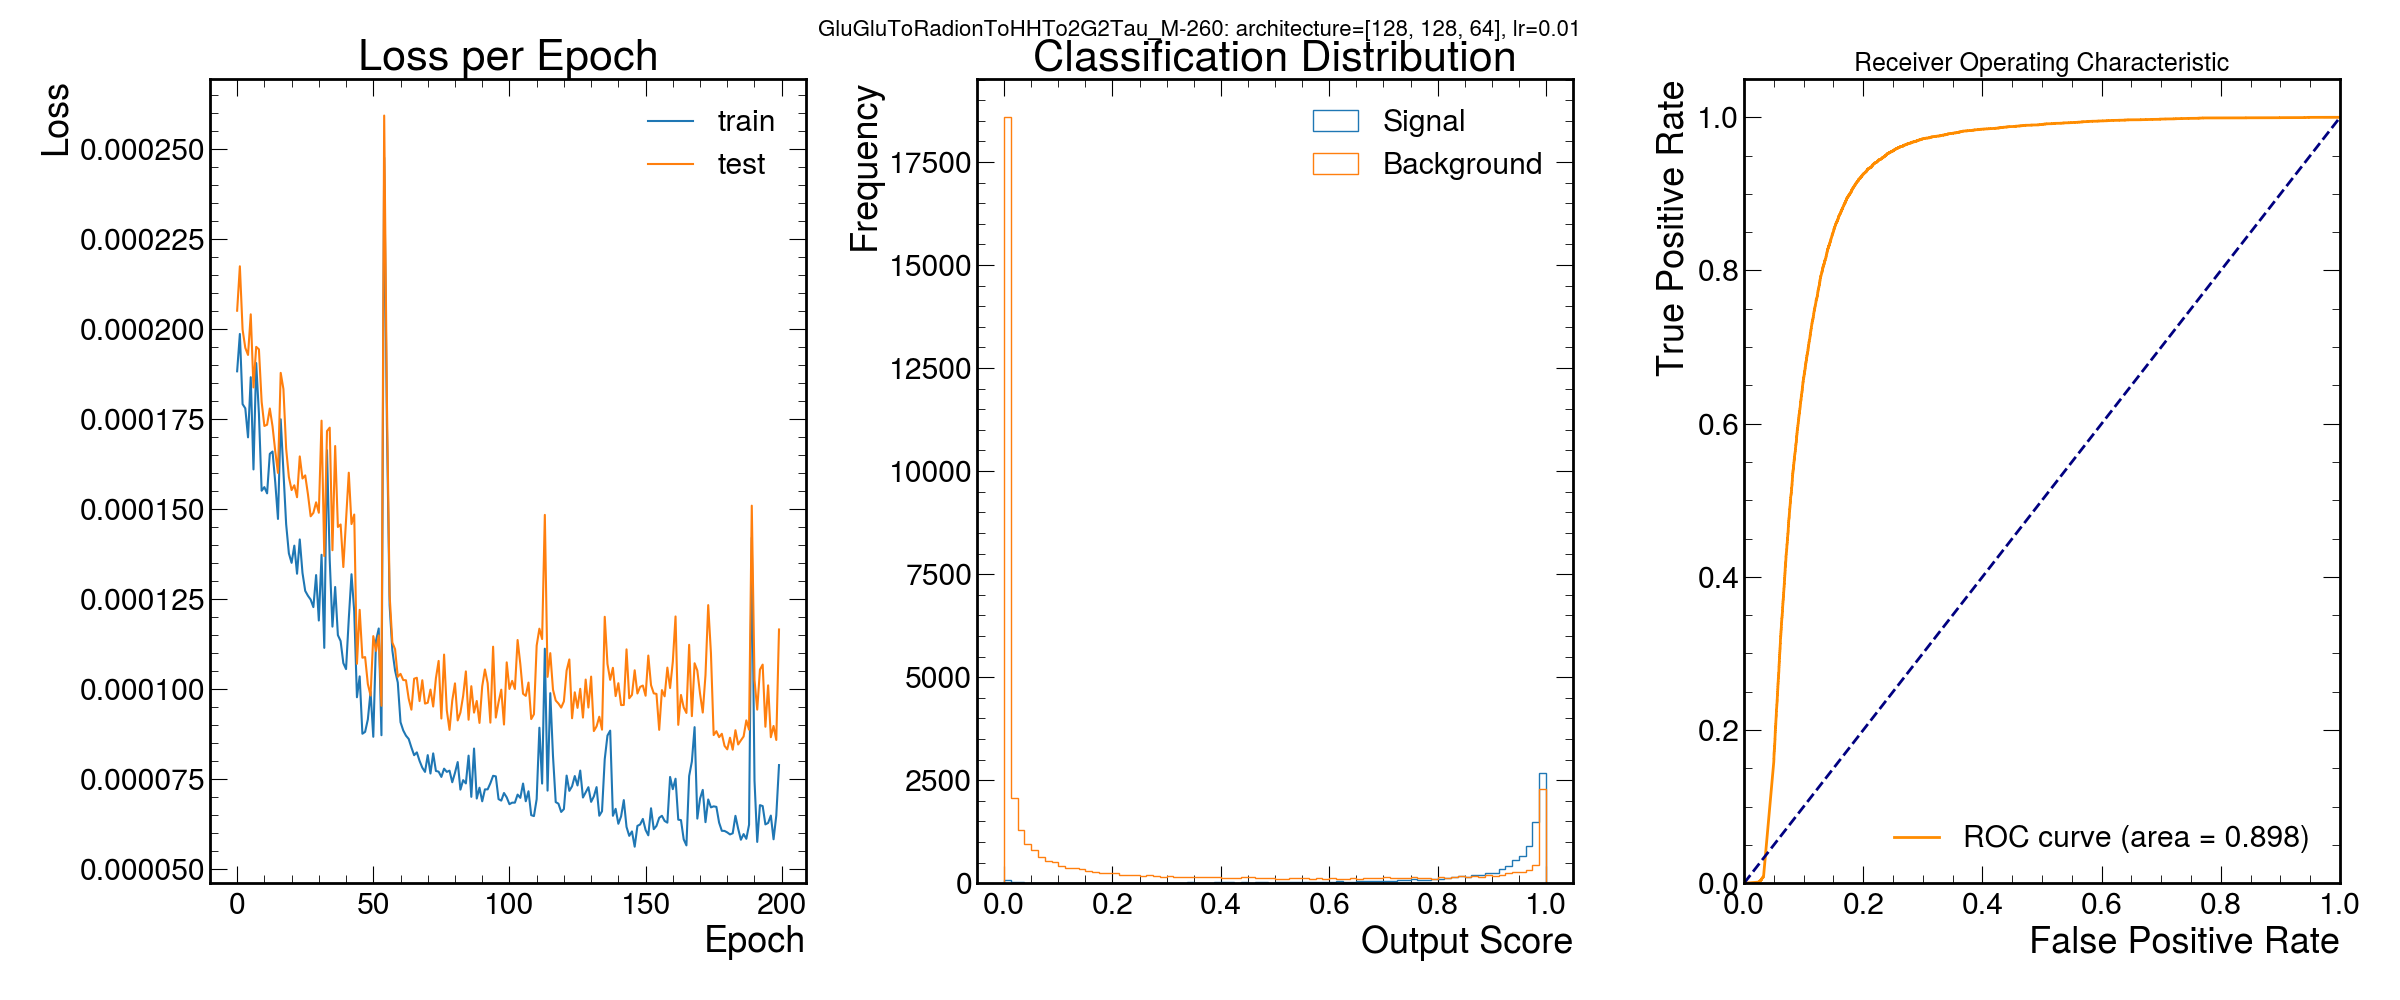 GluGluToRadionToHHTo2G2Tau_M-260: architecture=[128, 128, 64], lr=0.01
Loss per Epoch
Loss
0.000250
0.000225
0.000200
0.000175
0.000150
0.000125
0.000100
0.000075
0.000050
train
test
0 50 100 150 200
Epoch
Classification Distribution
Frequency
17500
15000
12500
10000
7500
5000
2500
0
Signal
Background
0.0 0.2 0.4 0.6 0.8 1.0
Output Score
Receiver Operating Characteristic
True Positive Rate
1.0
0.8
0.6
0.4
0.2
0.0
ROC curve (area = 0.898)
0.0 0.2 0.4 0.6 0.8 1.0
False Positive Rate